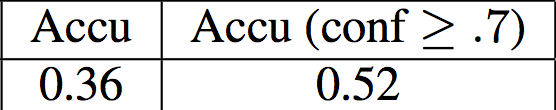 Accu Accu (conf ≥ .7)
0.36 0.52